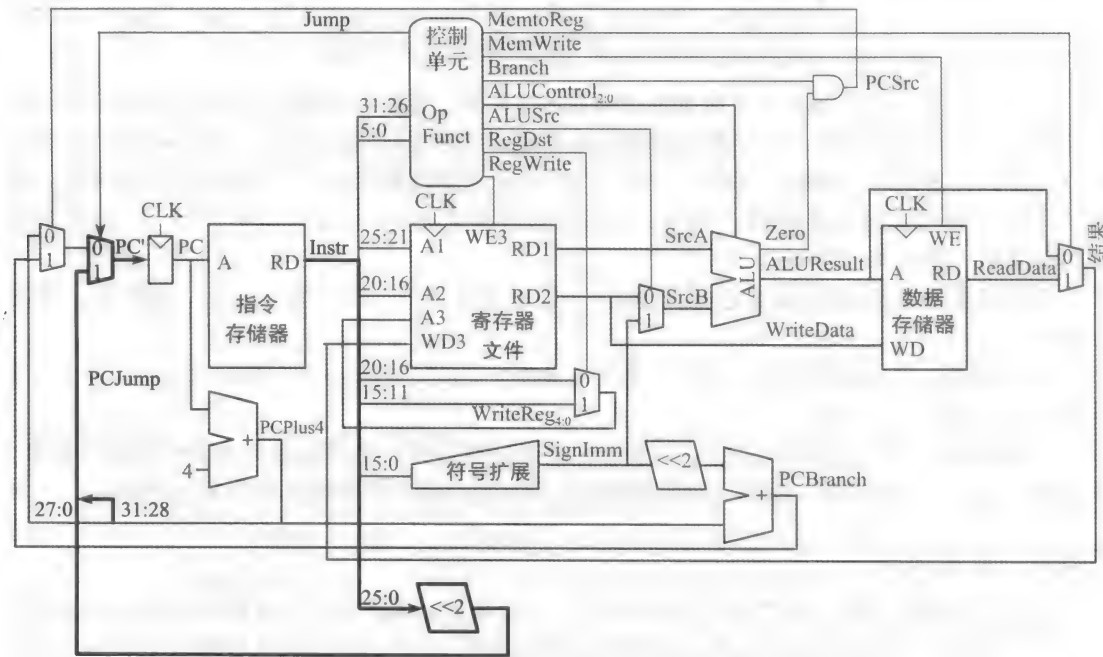 Jump
控制
单元
MemtoReg
MemWrite
Branch
ALUControl2:0
ALUSrc
RegDst
RegWrite
PCSrc
31:26
Op
5:0
Funct
CLK
0
1
0
1
PC'
CLK
PC
A
RD
指令
存储器
Instr
25:21
20:16
A1
WE3
RD1
A2
RD2
A3
寄存器
WD3
文件
SrcA
0
1
SrcB
ALU
Zero
ALUResult
WriteData
CLK
WE
A
RD
数据
存储器
WD
ReadData
0
1
结果
20:16
15:11
0
1
WriteReg4:0
PCJump
PCPlus4
+
4
15:0
符号扩展
SignImm
<<2
+
PCBranch
27:0
31:28
25:0
<<2